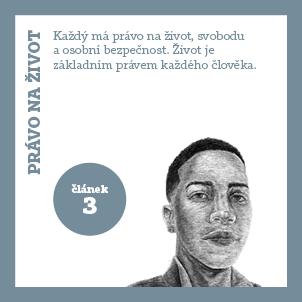 PRÁVO NA ŽIVOT
Každý má právo na život, svobodu
a osobní bezpečnost. Život je
základním právem každého člověka.
článek
3